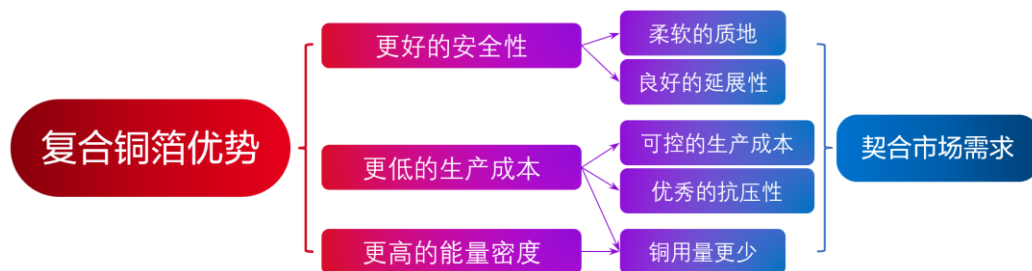 复合铜箔优势
更好的安全性
更低的生产成本
更高的能量密度
柔软的质地
良好的延展性
可控的生产成本
优秀的抗压性
铜用量更少
契合市场需求